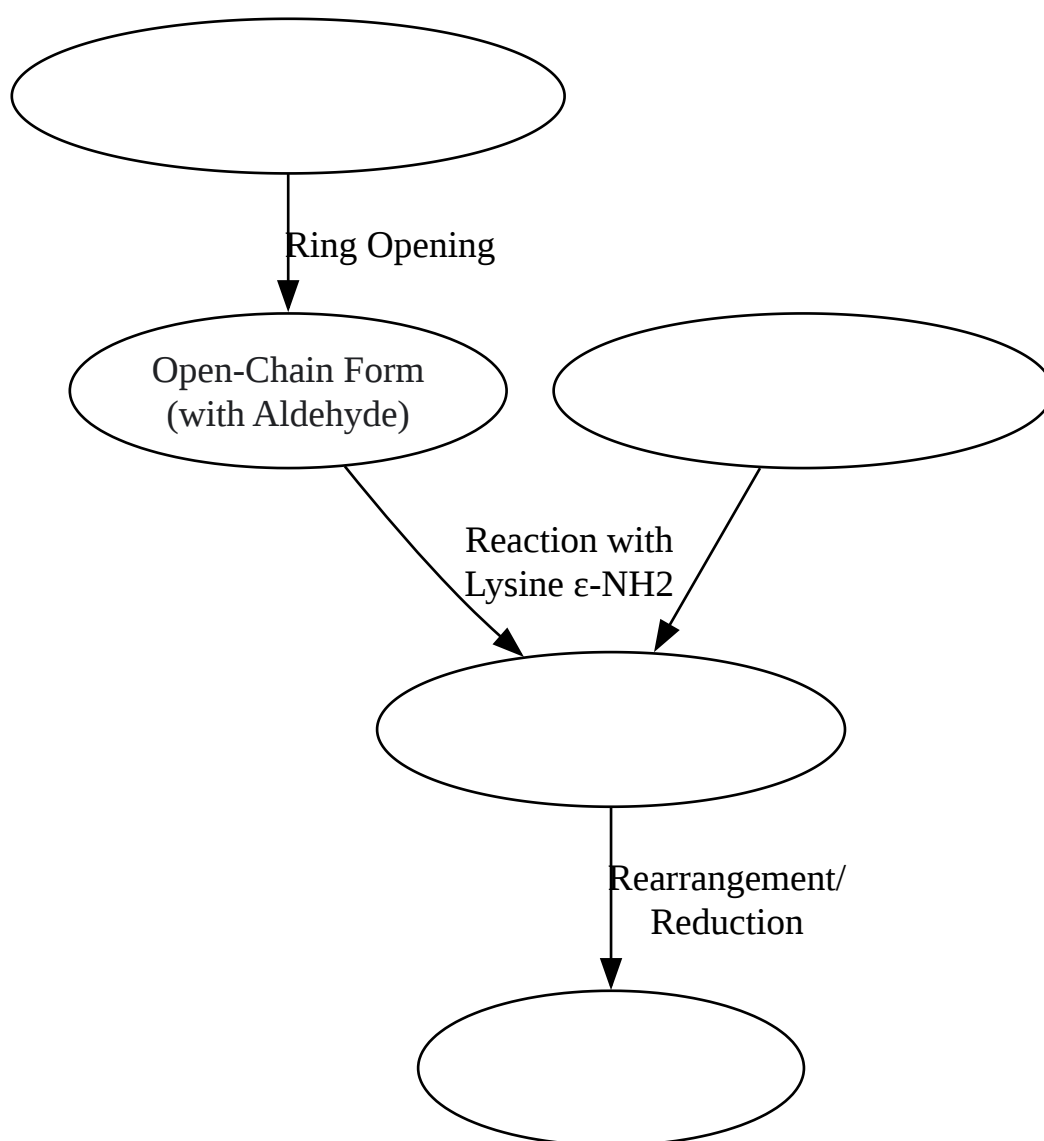 Ring Opening
Open-Chain Form
(with Aldehyde)
Reaction with
Lysine ε-NH2
Rearrangement/
Reduction